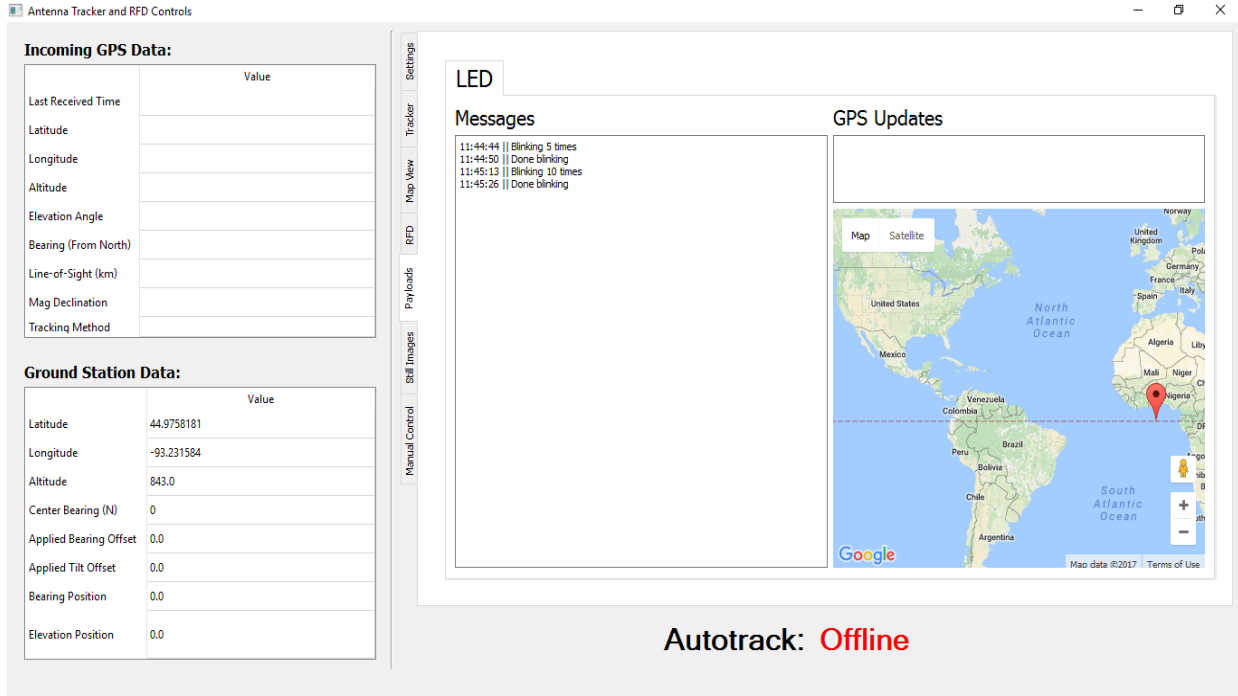 Antenna Tracker and RFD Controls
Incoming GPS Data:
Value
Last Received Time
Latitude
Longitude
Altitude
Elevation Angle
Bearing (From North)
Line-of-Sight (km)
Mag Declination
Tracking Method
Ground Station Data:
Value
Latitude 44.9758181
Longitude -93.231584
Altitude 843.0
Center Bearing (N) 0
Applied Bearing Offset 0.0
Applied Tilt Offset 0.0
Bearing Position 0.0
Elevation Position 0.0
Settings
Tracker
Map View
RFD
Payloads
Still Images
Manual Control
LED
Messages
11:44:44 || Blinking 5 times
11:44:50 || Done blinking
11:45:13 || Blinking 10 times
11:45:26 || Done blinking
GPS Updates
Map Satellite
Norway
United
Kingdom
Pol
Germany
France
Italy
Spain
United States
North
Atlantic
Ocean
Algeria
Liby
Mexico
Mali Niger
Ch
Nigeria
Venezuela
Colombia
DR
Brazil
Peru
Bolivia
Chile
South
Atlantic
Ocean
Argentina
Google
Map data ©2017 Terms of Use
Autotrack: Offline